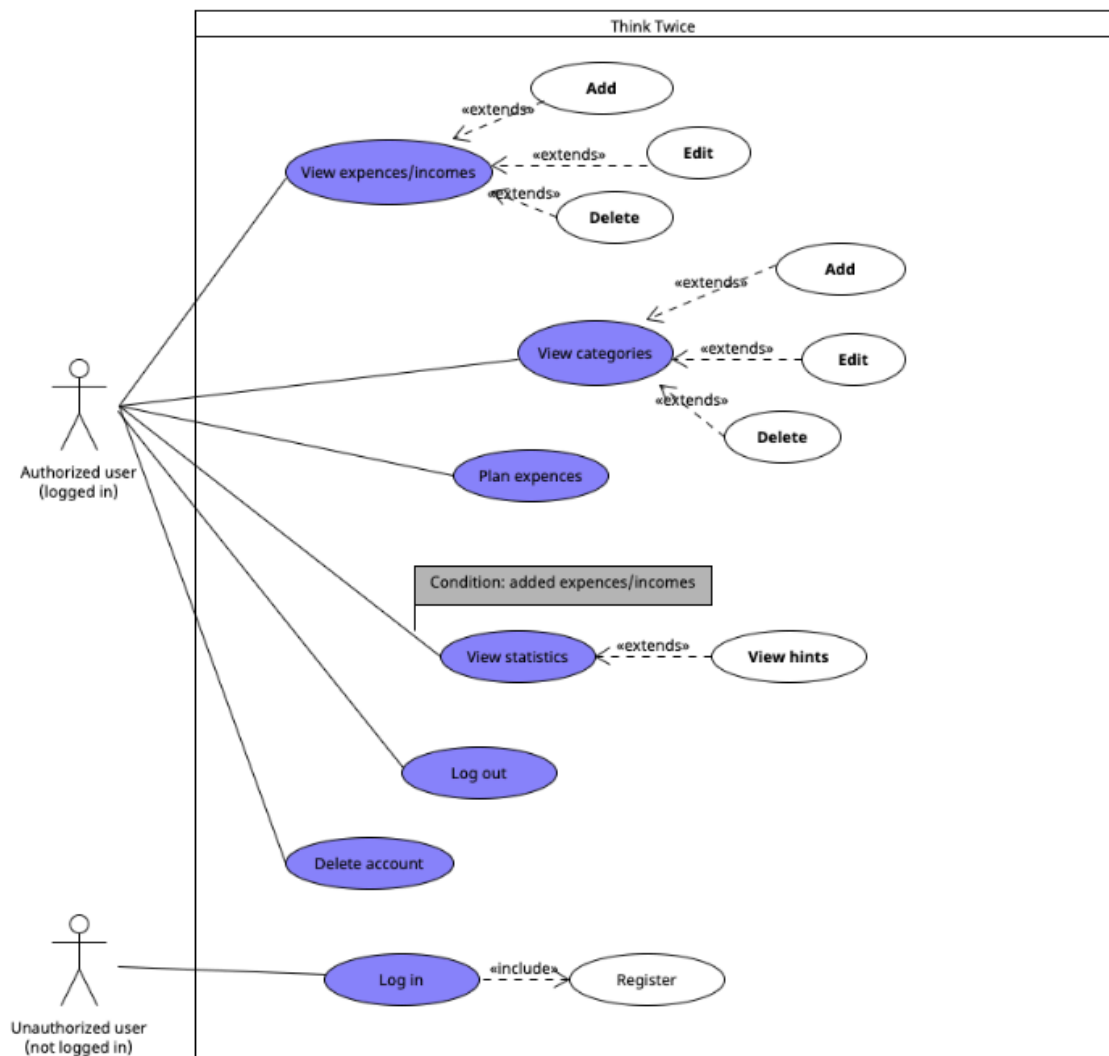 Think Twice
Add
«extends»
Edit
«extends»
View expences/incomes
«extends»
Delete
Add
«extends»
View categories
«extends»
Edit
«extends»
Delete
Authorized user
(logged in)
Plan expences
Condition: added expences/incomes
View statistics
«extends»
View hints
Log out
Delete account
Log in
«include»
Register
Unauthorized user
(not logged in)